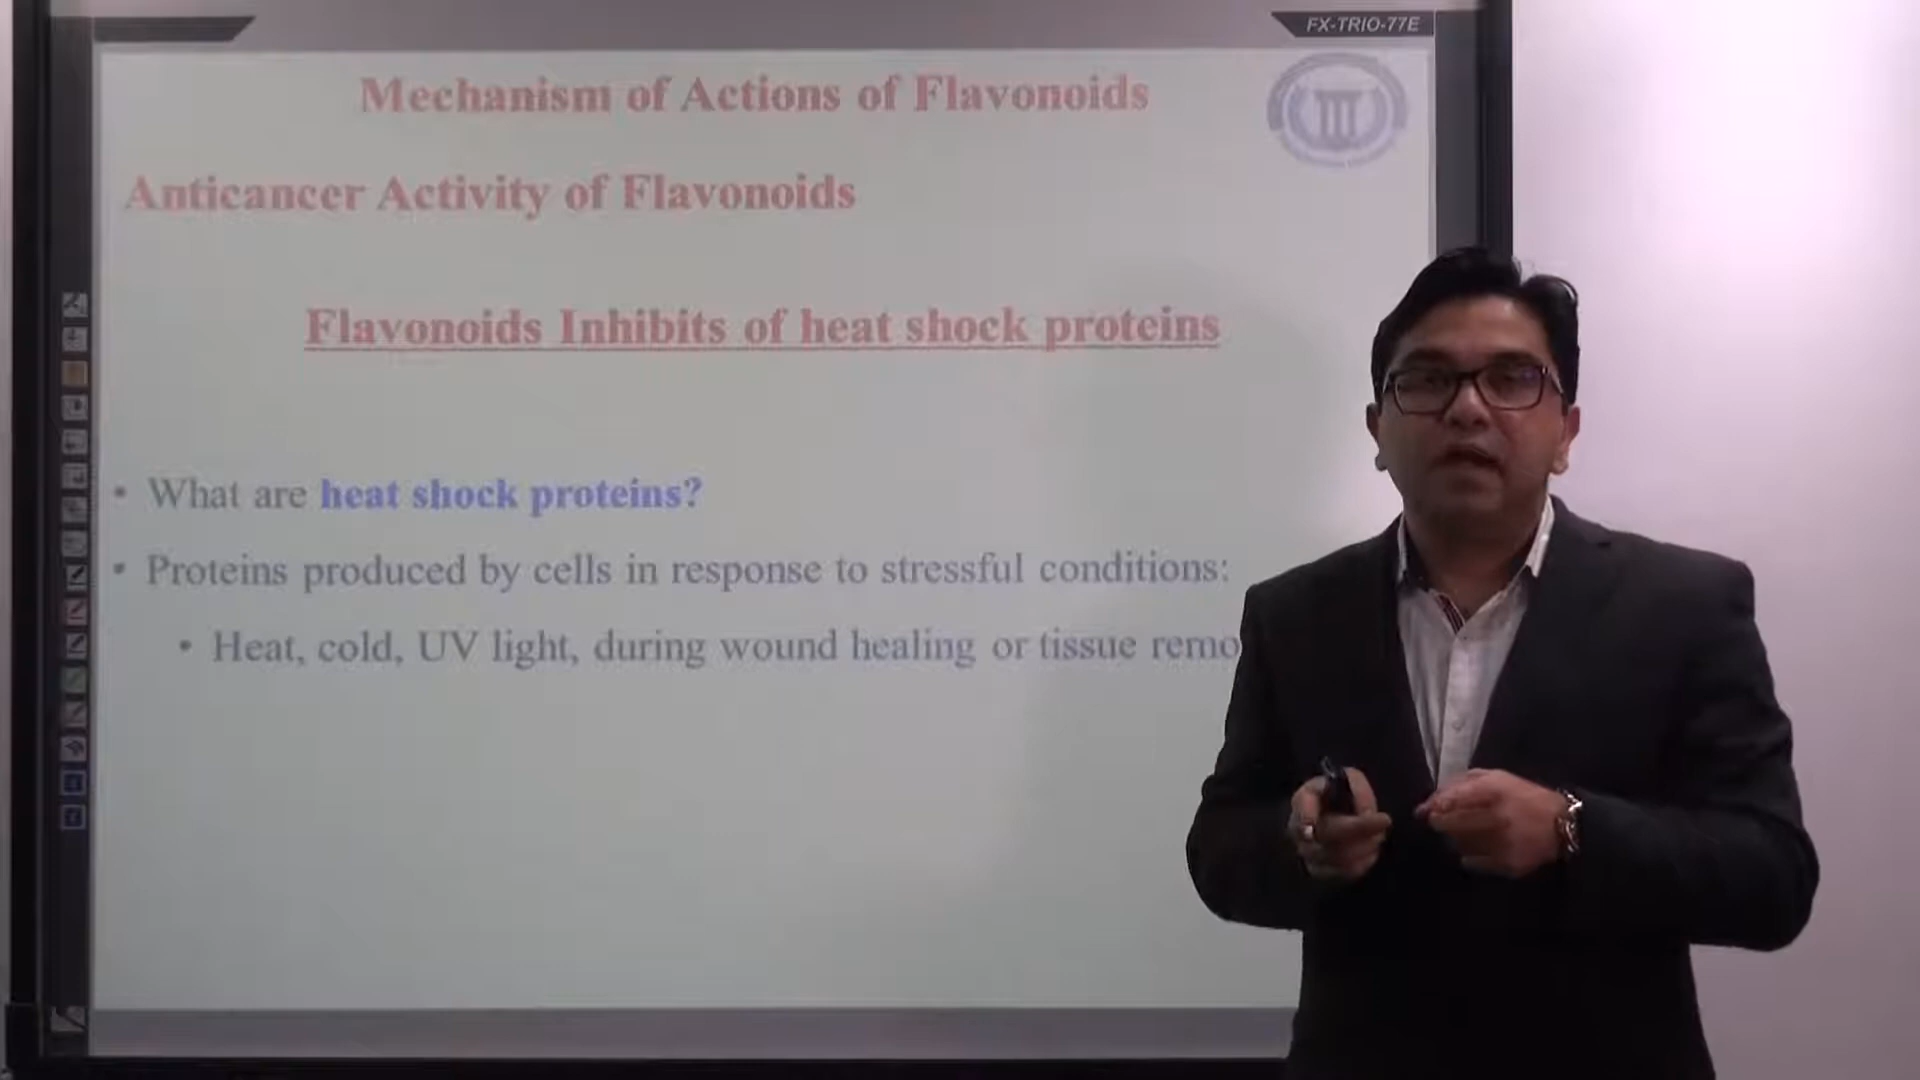 FX-TRIO-77E
Mechanism of Actions of Flavonoids
Anticancer Activity of Flavonoids
Flavonoids Inhibits of heat shock proteins
• What are heat shock proteins?
• Proteins produced by cells in response to stressful conditions:
• Heat, cold, UV light, during wound healing or tissue remo